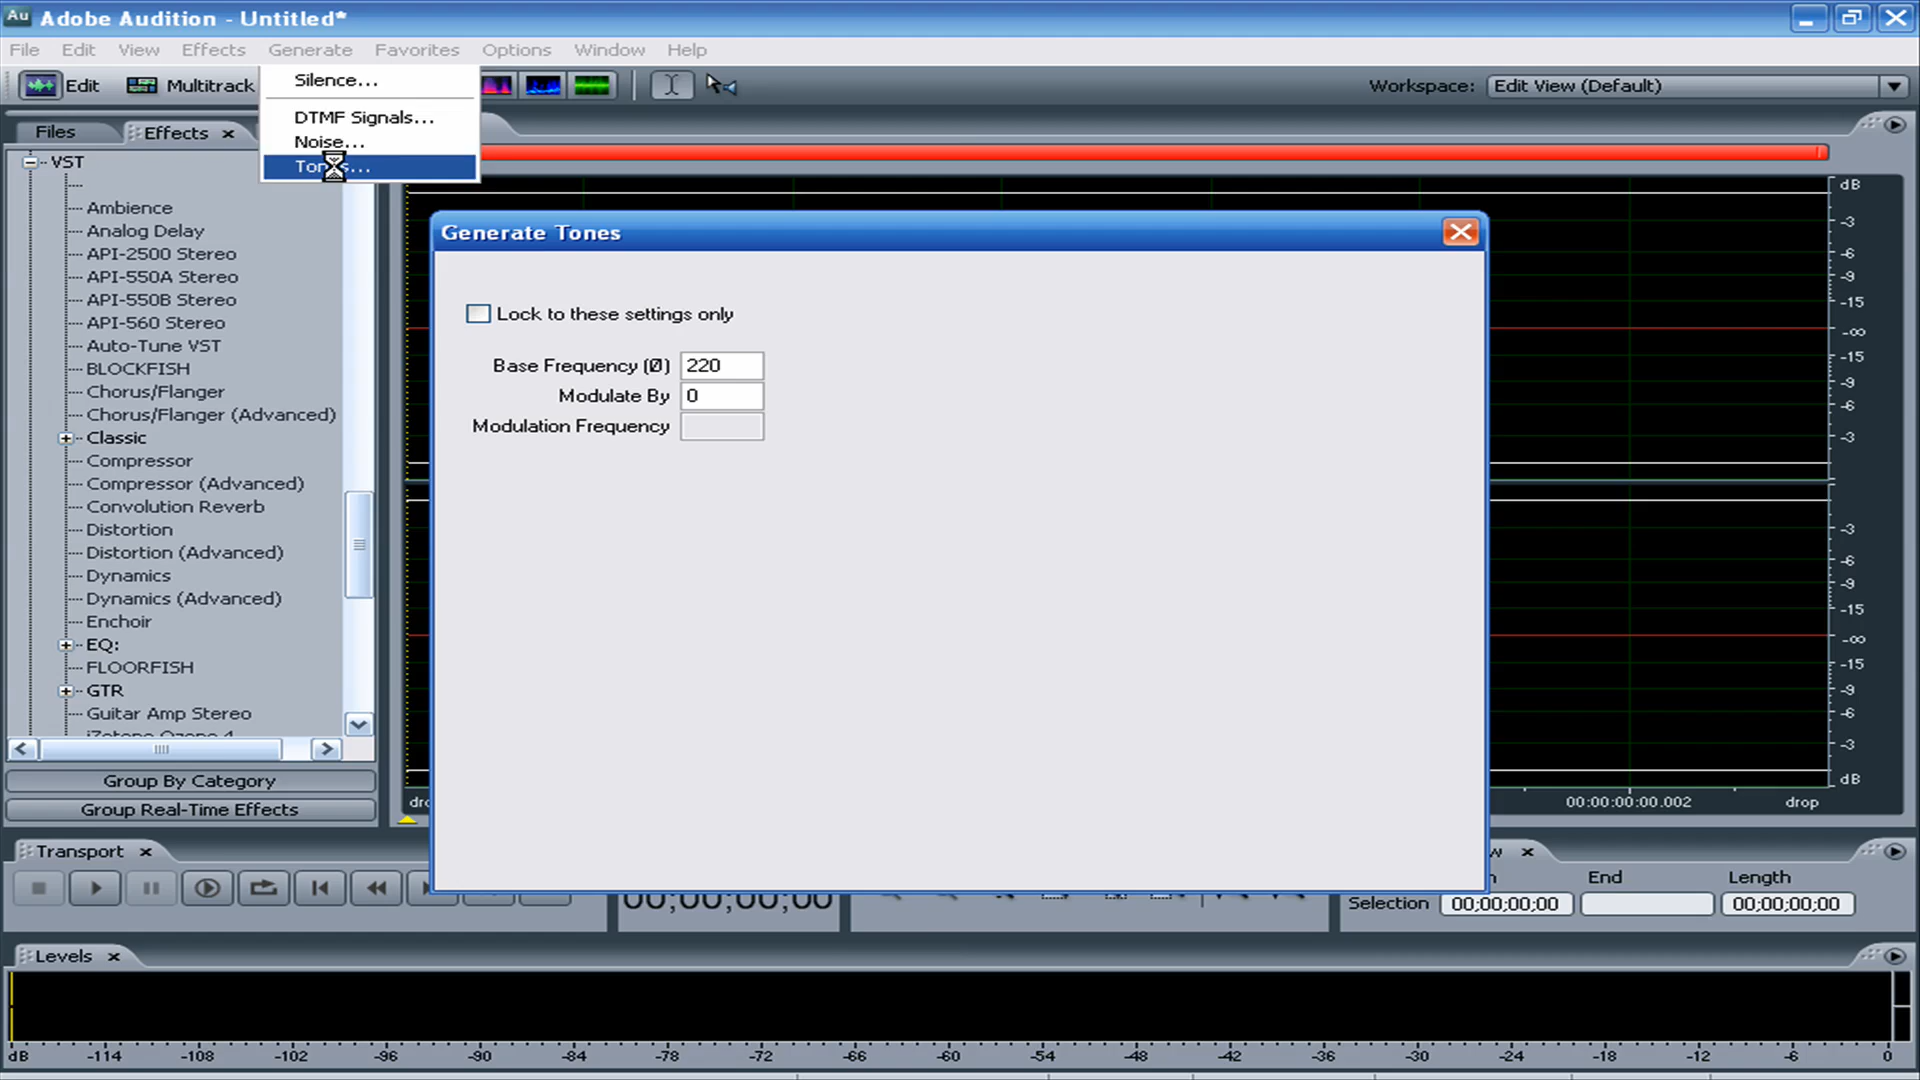 Au Adobe Audition - Untitled*
File Edit View Effects Generate Favorites Options Window Help
Edit Multitrack Workspace: Edit View (Default)
Silence...
DTMF Signals...
Noise...
Files Effects
VST
Ambience
Analog Delay
API-2500 Stereo
API-550A Stereo
API-550B Stereo
API-560 Stereo
Auto-Tune VST
BLOCKFISH
Chorus/Flanger
Chorus/Flanger (Advanced)
Classic
Compressor
Compressor (Advanced)
Convolution Reverb
Distortion
Distortion (Advanced)
Dynamics
Dynamics (Advanced)
Enchoir
EQ:
FLOORFISH
GTR
Guitar Amp Stereo
Group By Category
Group Real-Time Effects
Generate Tones
Lock to these settings only
Base Frequency (Ø) 220
Modulate By 0
Modulation Frequency
dB
-3
-6
-9
-15
-∞
-15
-9
-6
-3
-3
-6
-9
-15
-∞
-15
-9
-6
-3
dB
00:00:00:00.002 drop
Transport
00;00;00;00
End Length
Selection 00;00;00;00 00;00;00;00
Levels
dB -114 -108 -102 -96 -90 -84 -78 -72 -66 -60 -54 -48 -42 -36 -30 -24 -18 -12 -6 0